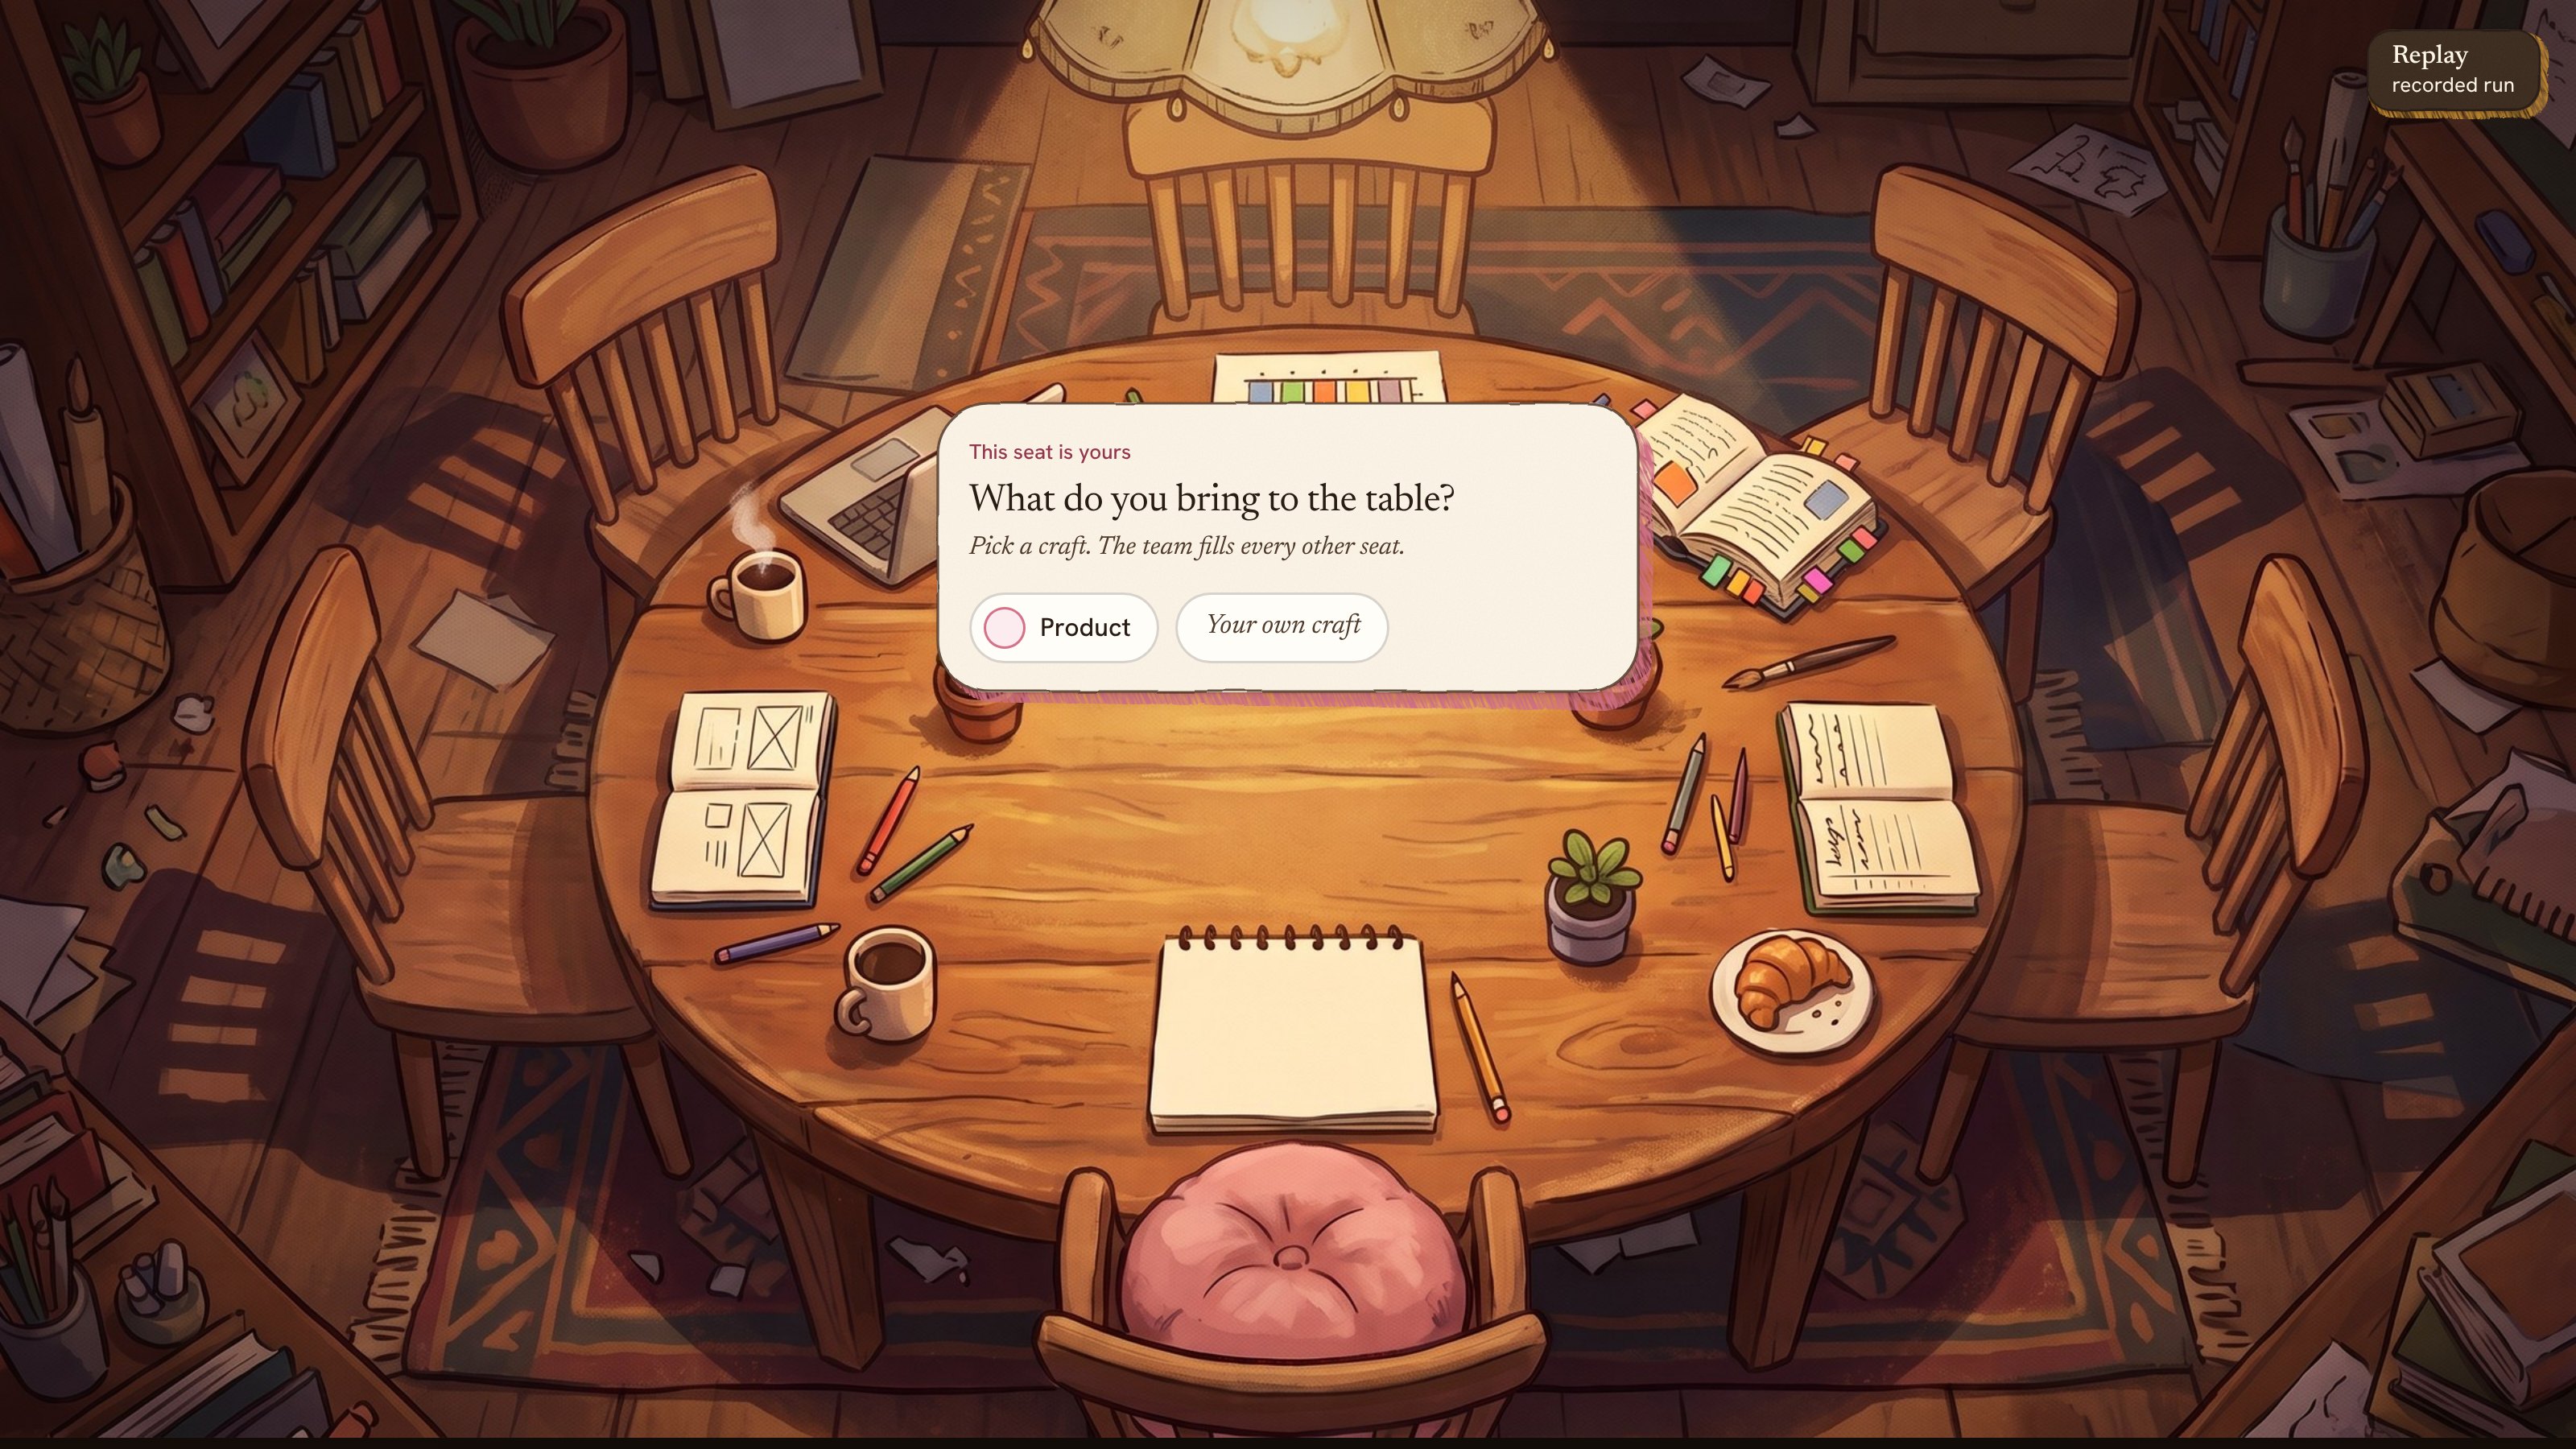 Replay
recorded run
This seat is yours
What do you bring to the table?
Pick a craft. The team fills every other seat.
Product
Your own craft